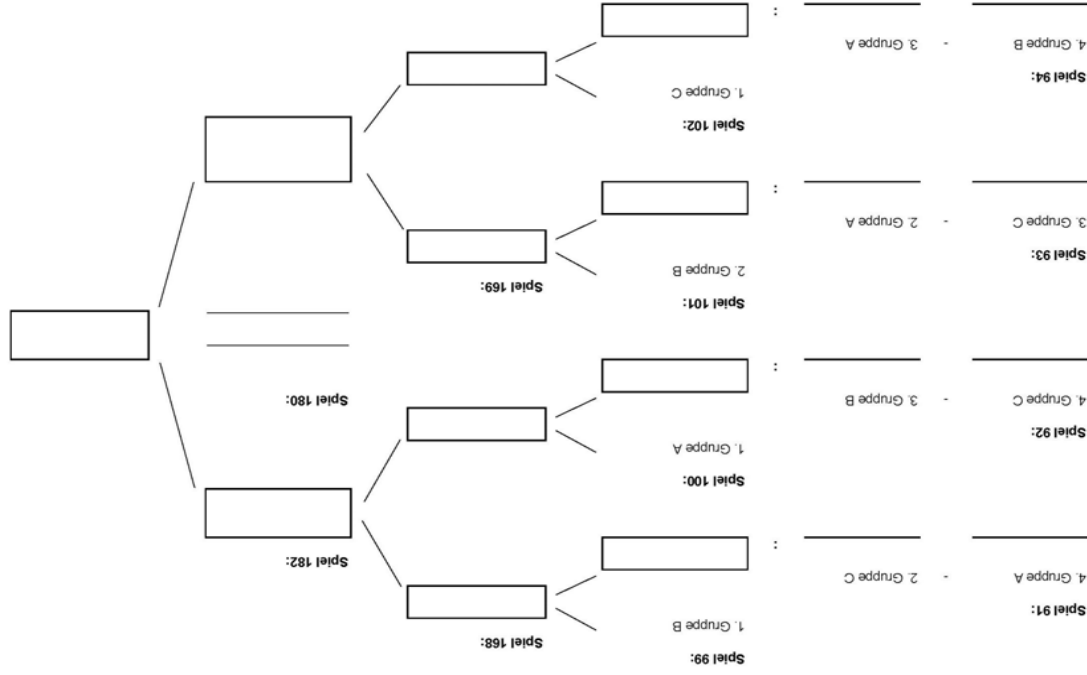 Spiel 91:
4. Gruppe A - 2. Gruppe C
:
Spiel 92:
4. Gruppe C - 3. Gruppe B
:
Spiel 93:
3. Gruppe C - 2. Gruppe A
:
Spiel 94:
4. Gruppe B - 3. Gruppe A
:
Spiel 99:
1. Gruppe B
Spiel 100:
1. Gruppe A
Spiel 101:
2. Gruppe B
Spiel 102:
1. Gruppe C
Spiel 168:
Spiel 169:
Spiel 182:
Spiel 180: